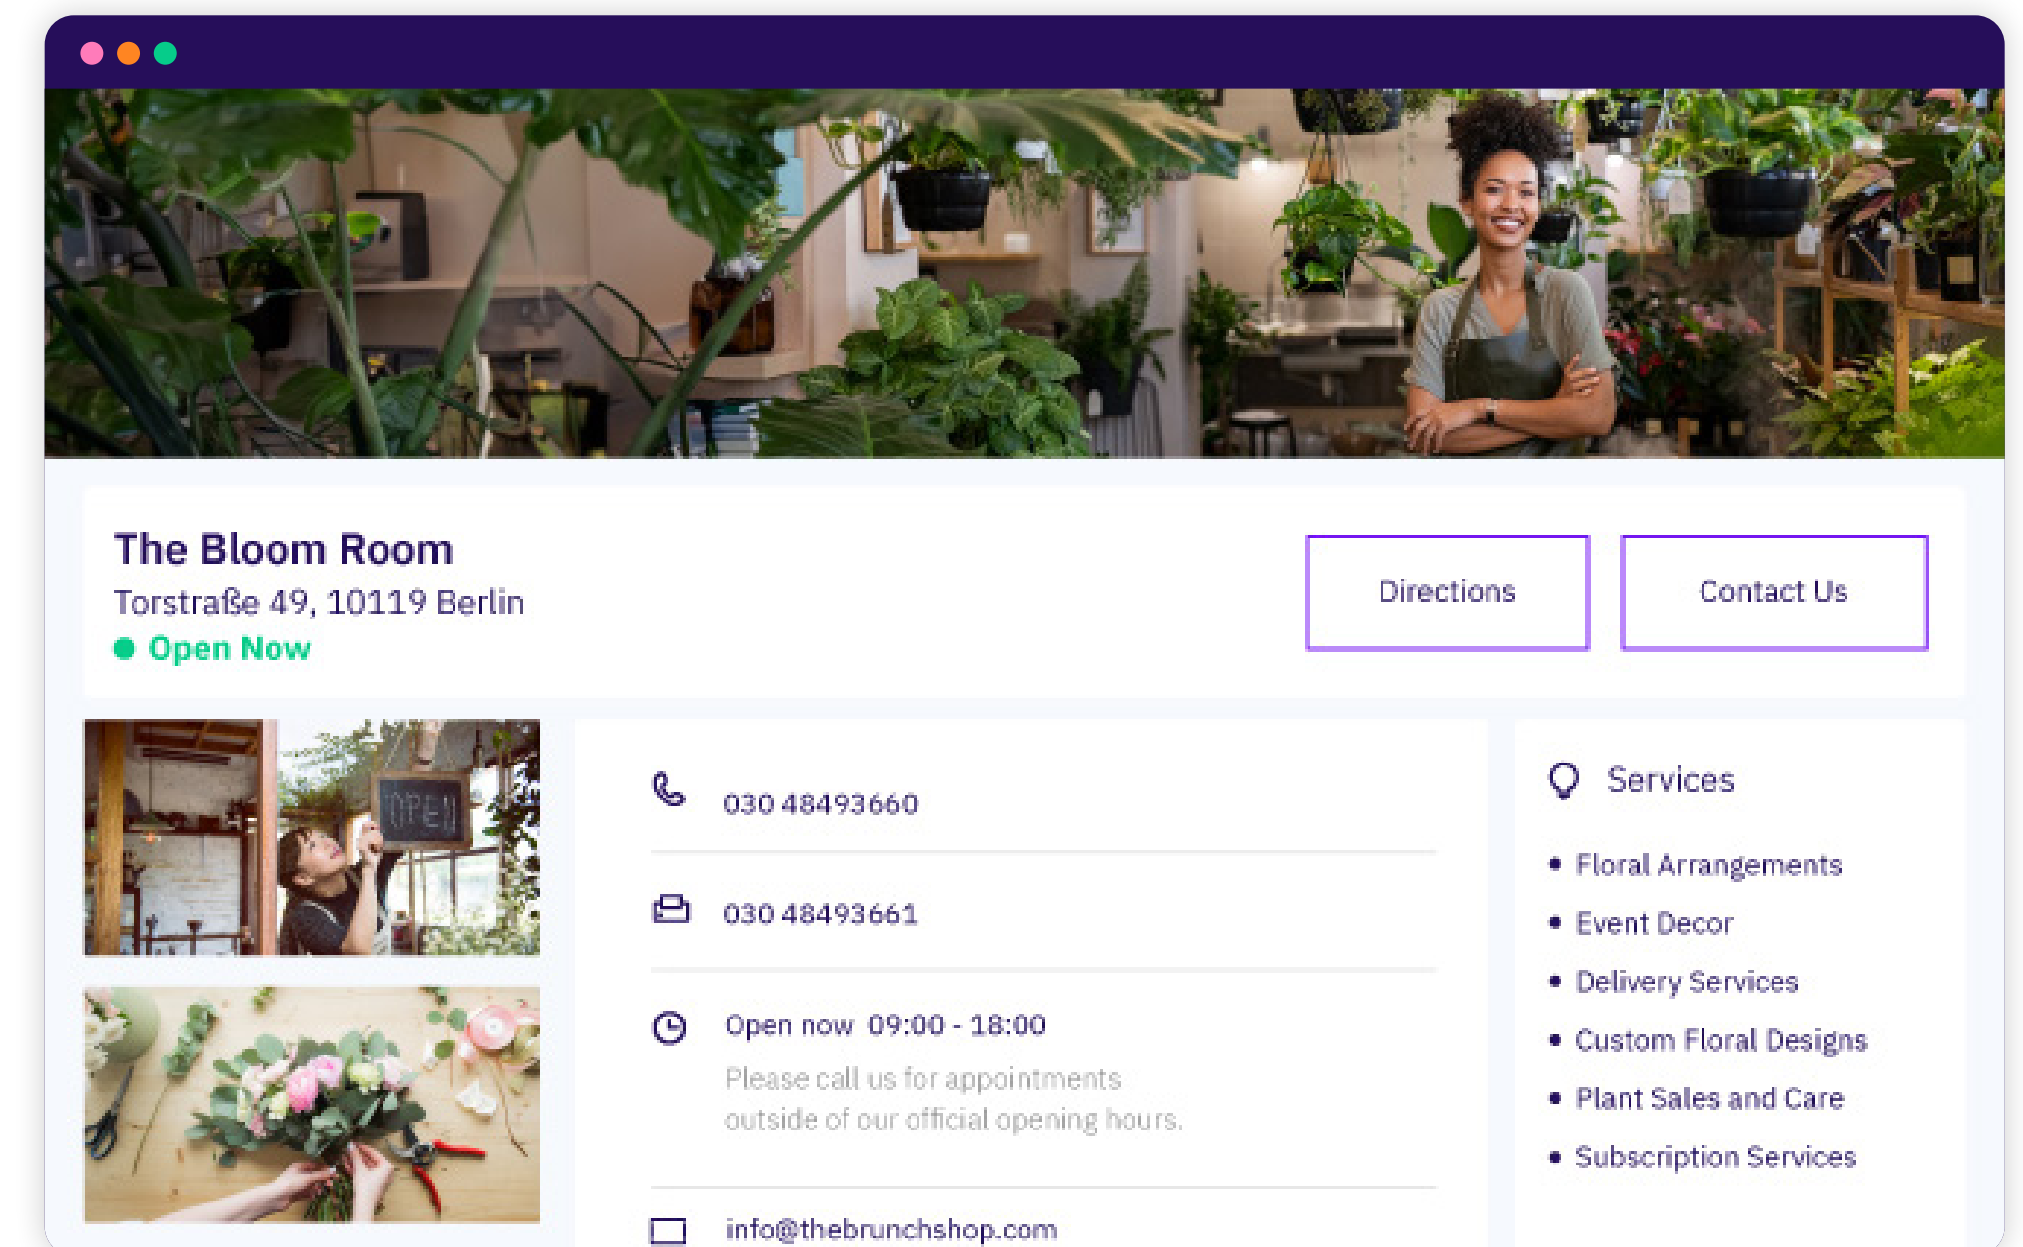 The Bloom Room
Torstraße 49, 10119 Berlin
Open Now
Directions
Contact Us
OPEN
030 48493660
030 48493661
Open now 09:00 - 18:00
Please call us for appointments
outside of our official opening hours.
info@thebrunchshop.com
Services
Floral Arrangements
Event Decor
Delivery Services
Custom Floral Designs
Plant Sales and Care
Subscription Services